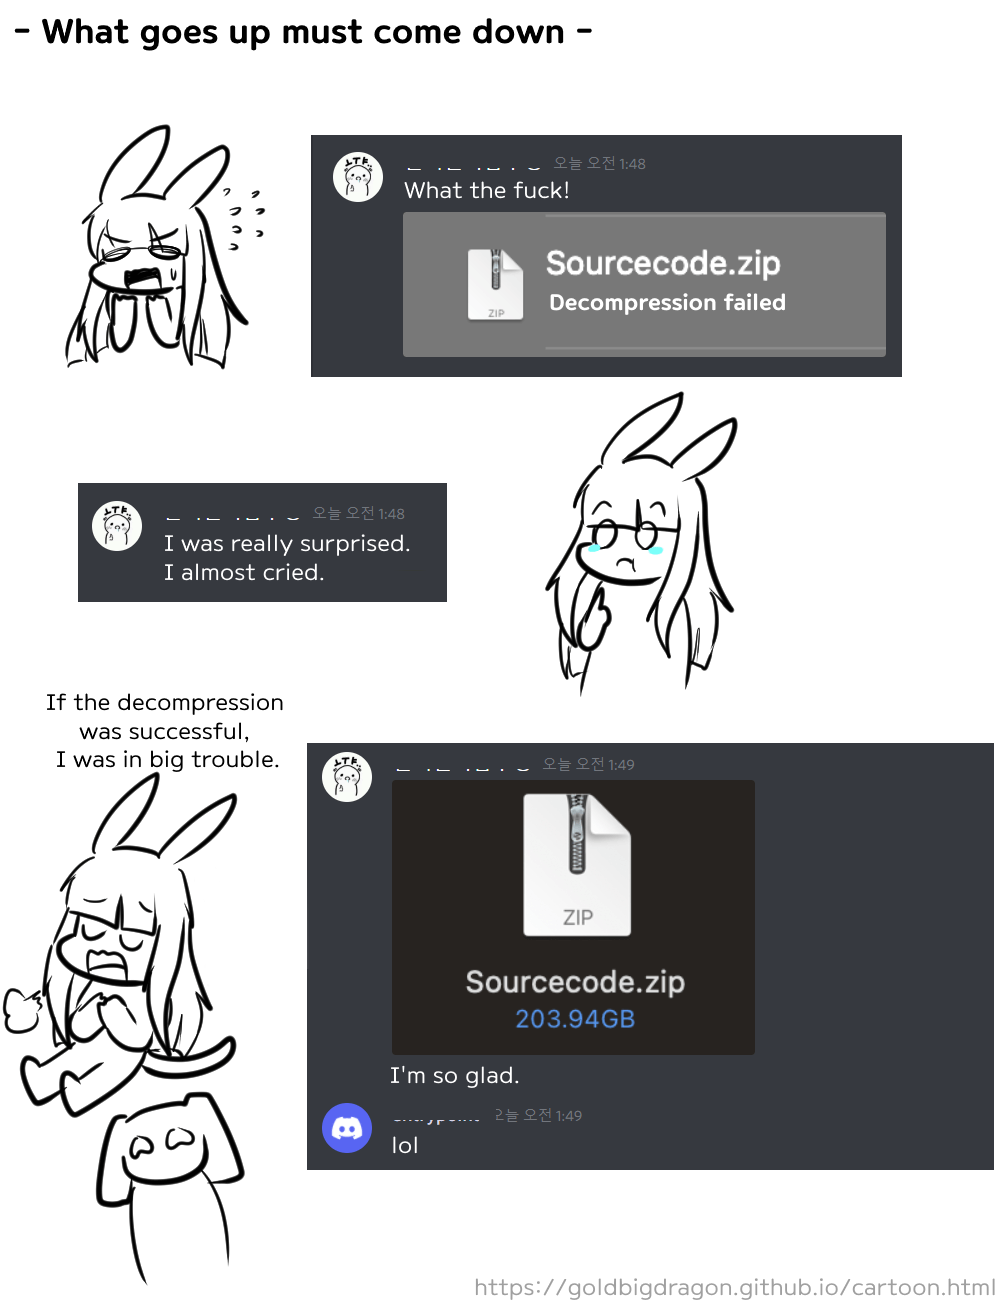 - What goes up must come down -
오늘 오전 1:48
What the fuck!
Sourcecode.zip
Decompression failed
ZIP
오늘 오전 1:48
I was really surprised.
I almost cried.
If the decompression
was successful,
I was in big trouble.
오늘 오전 1:49
ZIP
Sourcecode.zip
203.94GB
I'm so glad.
오늘 오전 1:49
lol
https://goldbigdragon.github.io/cartoon.html